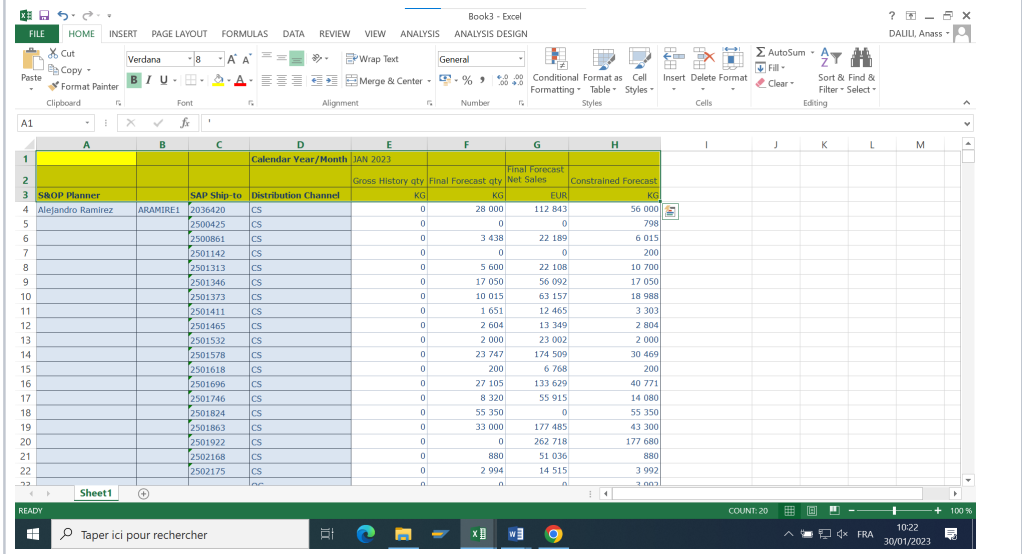 Book3 - Excel
FILE HOME INSERT PAGE LAYOUT FORMULAS DATA REVIEW VIEW ANALYSIS ANALYSIS DESIGN DALILI, Anass
Cut
Copy
Format Painter
Paste
Clipboard
Verdana 8
B I U
Font
Wrap Text
Merge & Center
Alignment
General
Number
Conditional Formatting
Format as Table
Cell Styles
Styles
Insert Delete Format
Cells
AutoSum
Fill
Clear
Sort & Filter
Find & Select
Editing
A1 fx '
A B C D E F G H I J K L M
1 Calendar Year/Month JAN 2023
2 Gross History qty Final Forecast qty Final Forecast Net Sales Constrained Forecast
3 S&OP Planner SAP Ship-to Distribution Channel KG KG EUR KG
4 Alejandro Ramirez ARAMIRE1 2036420 CS 0 28 000 112 843 56 000
5 2500425 CS 0 0 0 798
6 2500861 CS 0 3 438 22 189 6 015
7 2501142 CS 0 0 0 200
8 2501313 CS 0 5 600 22 108 10 700
9 2501346 CS 0 17 050 56 092 17 050
10 2501373 CS 0 10 015 63 157 18 988
11 2501411 CS 0 1 651 12 465 3 303
12 2501465 CS 0 2 604 13 349 2 804
13 2501532 CS 0 2 000 23 002 2 000
14 2501578 CS 0 23 747 174 509 30 469
15 2501618 CS 0 200 6 768 200
16 2501696 CS 0 27 105 133 629 40 771
17 2501746 CS 0 8 320 55 915 14 080
18 2501824 CS 0 55 350 0 55 350
19 2501863 CS 0 33 000 177 485 43 300
20 2501922 CS 0 0 262 718 177 680
21 2502168 CS 0 880 51 036 880
22 2502175 CS 0 2 994 14 515 3 992
Sheet1
READY COUNT: 20 100 %
Taper ici pour rechercher
FRA
10:22
30/01/2023